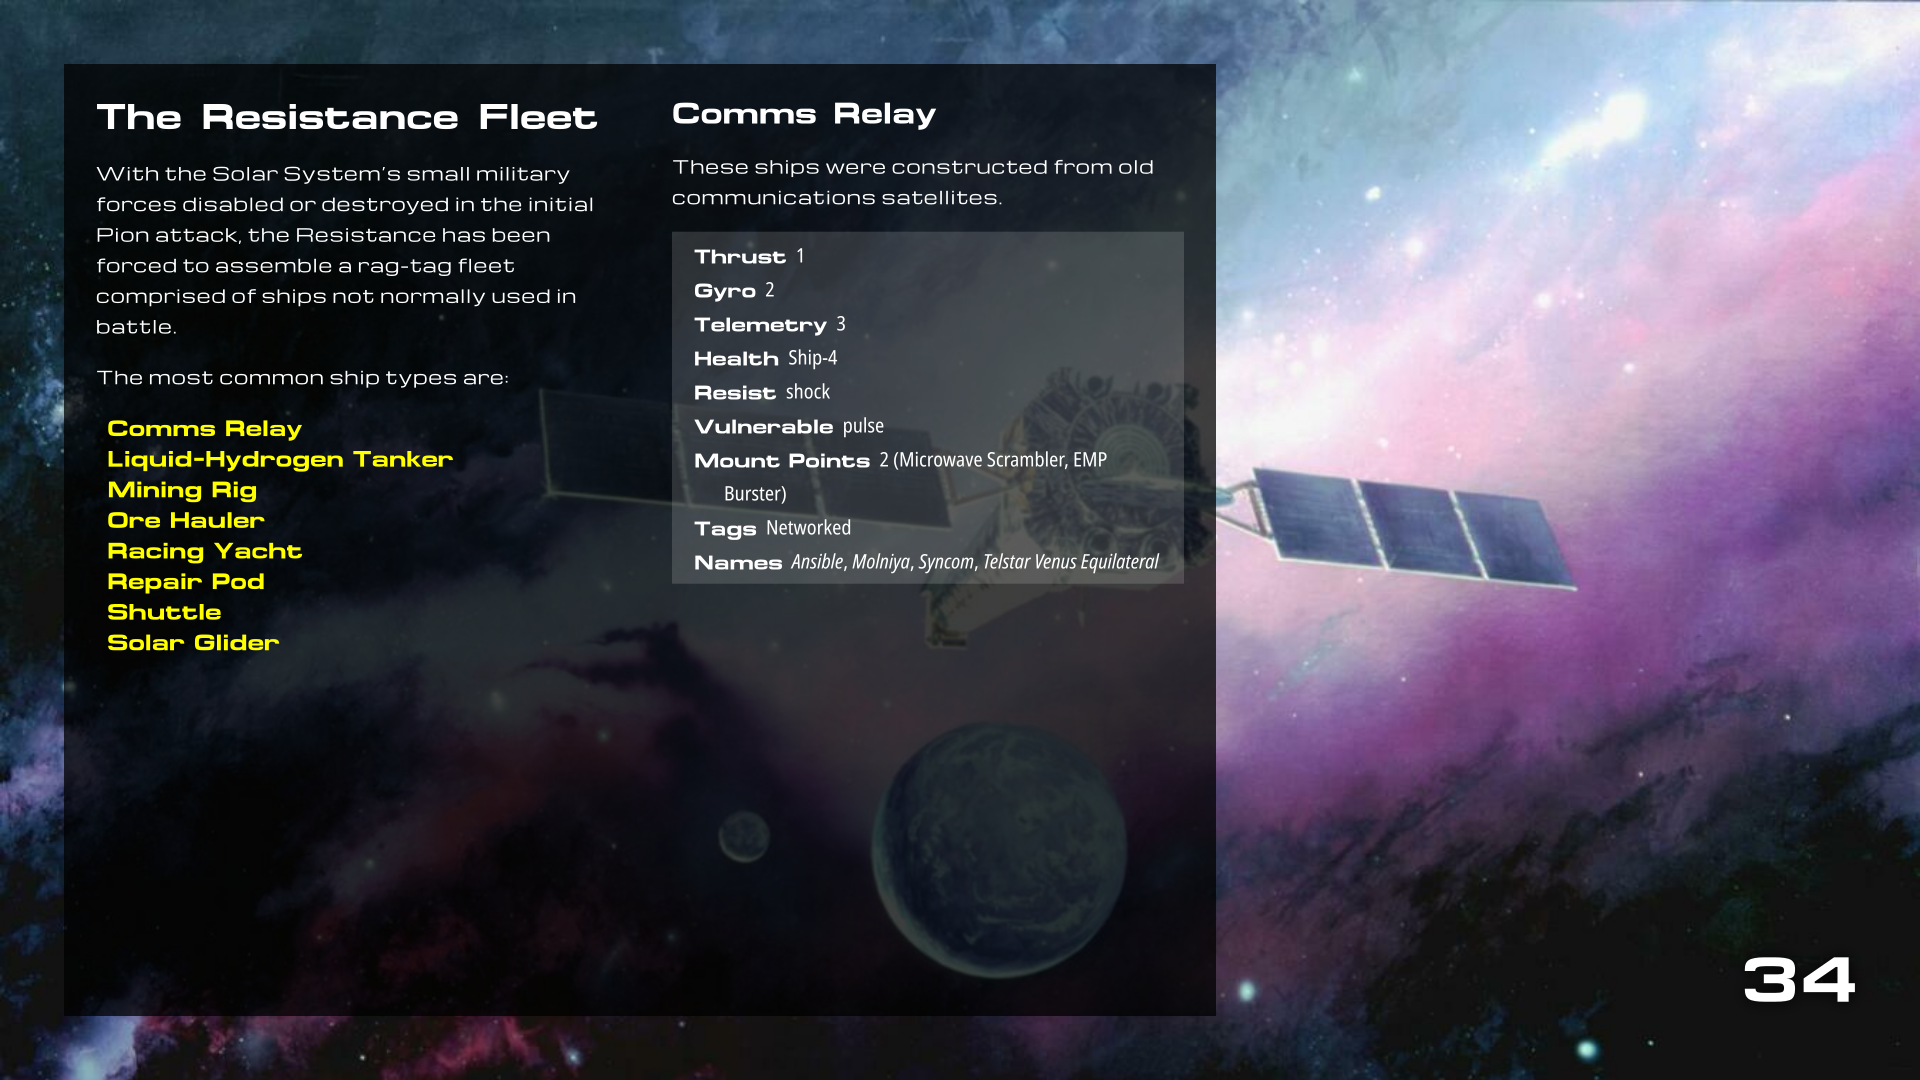 The Resistance Fleet
With the Solar System's small military
forces disabled or destroyed in the initial
Pion attack, the Resistance has been
forced to assemble a rag-tag fleet
comprised of ships not normally used in
battle.
The most common ship types are:
Comms Relay
Liquid-Hydrogen Tanker
Mining Rig
Ore Hauler
Racing Yacht
Repair Pod
Shuttle
Solar Glider
Comms Relay
These ships were constructed from old
communications satellites.
Thrust 1
Gyro 2
Telemetry 3
Health Ship-4
Resist shock
Vulnerable pulse
Mount Points 2 (Microwave Scrambler, EMP
Burster)
Tags Networked
Names Ansible, Molniya, Syncom, Telstar Venus Equilateral
34